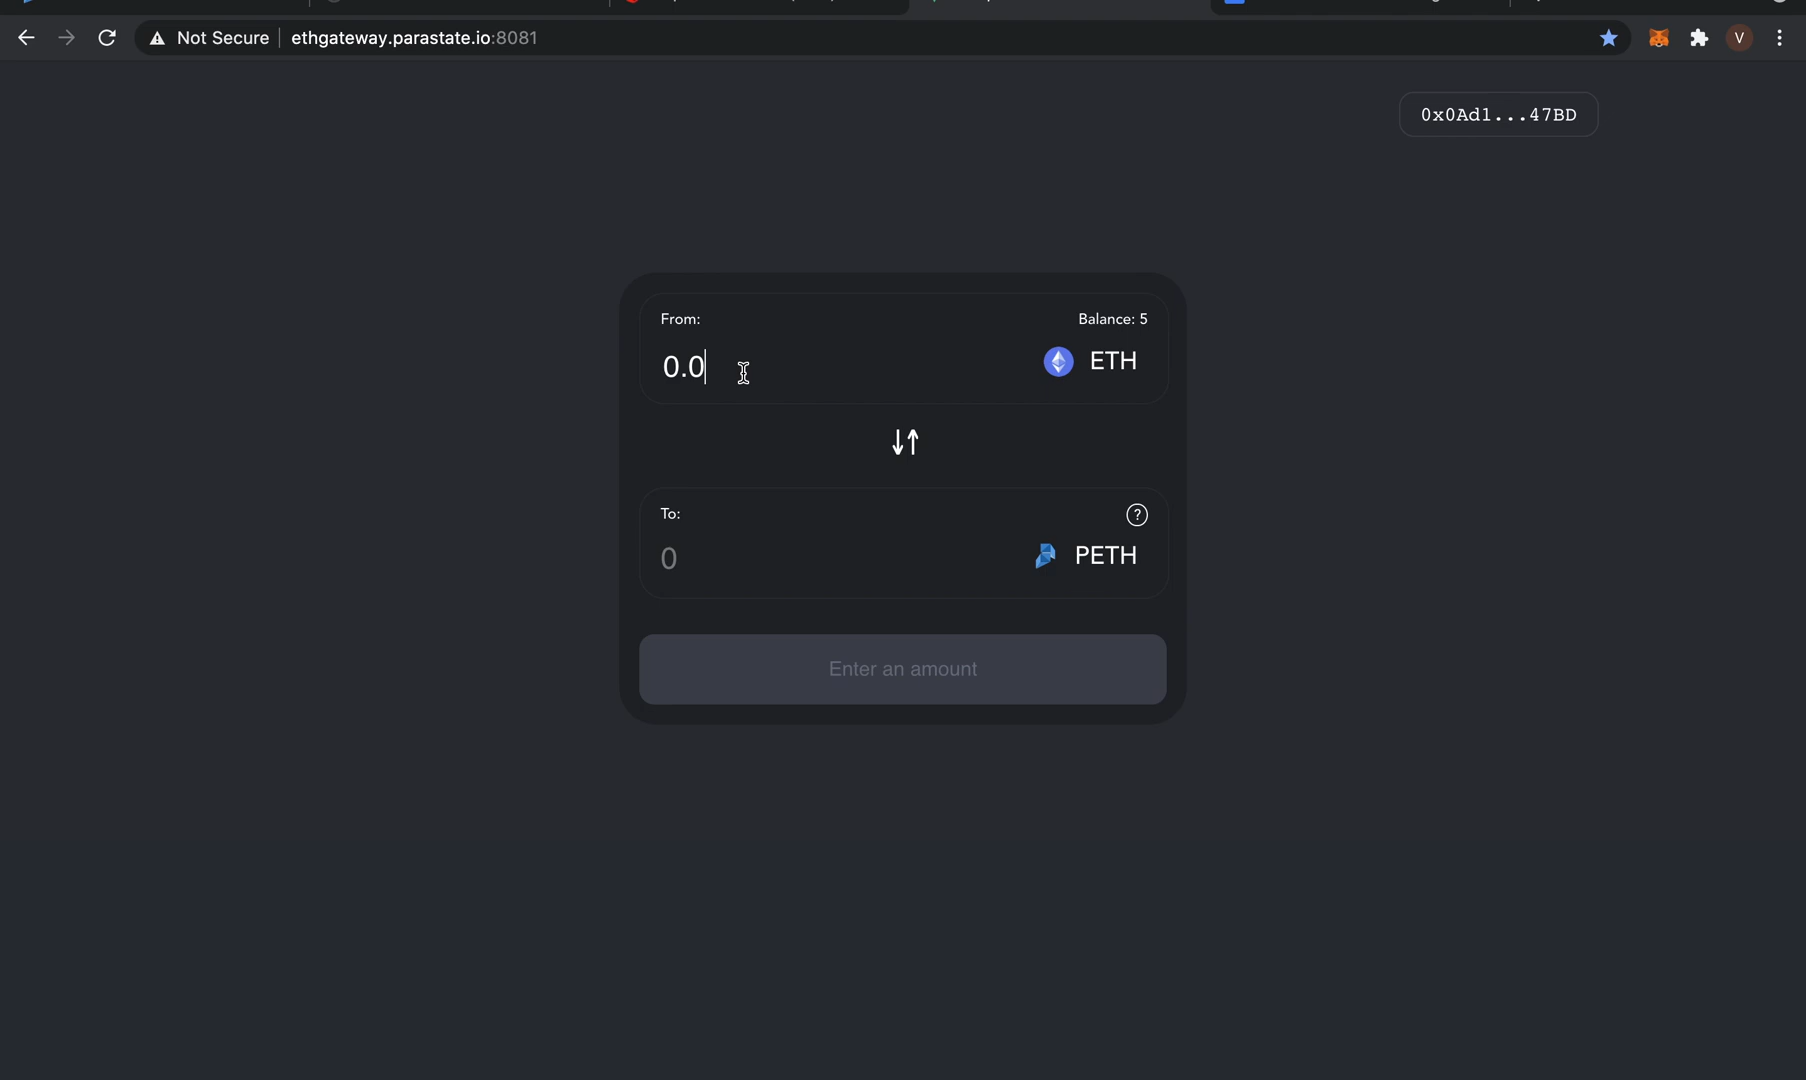 Not Secure
ethgateway.parastate.io:8081
V
0x0Ad1...47BD
From:
Balance: 5
0.0
ETH
To:
?
0
PETH
Enter an amount